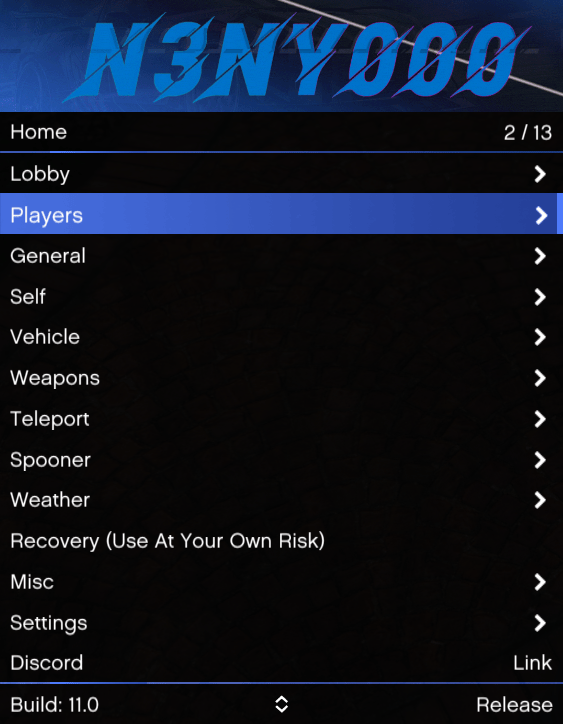 N3NYOOO
Home 2 / 13
Lobby
Players
General
Self
Vehicle
Weapons
Teleport
Spooner
Weather
Recovery (Use At Your Own Risk)
Misc
Settings
Discord Link
Build: 11.0 Release